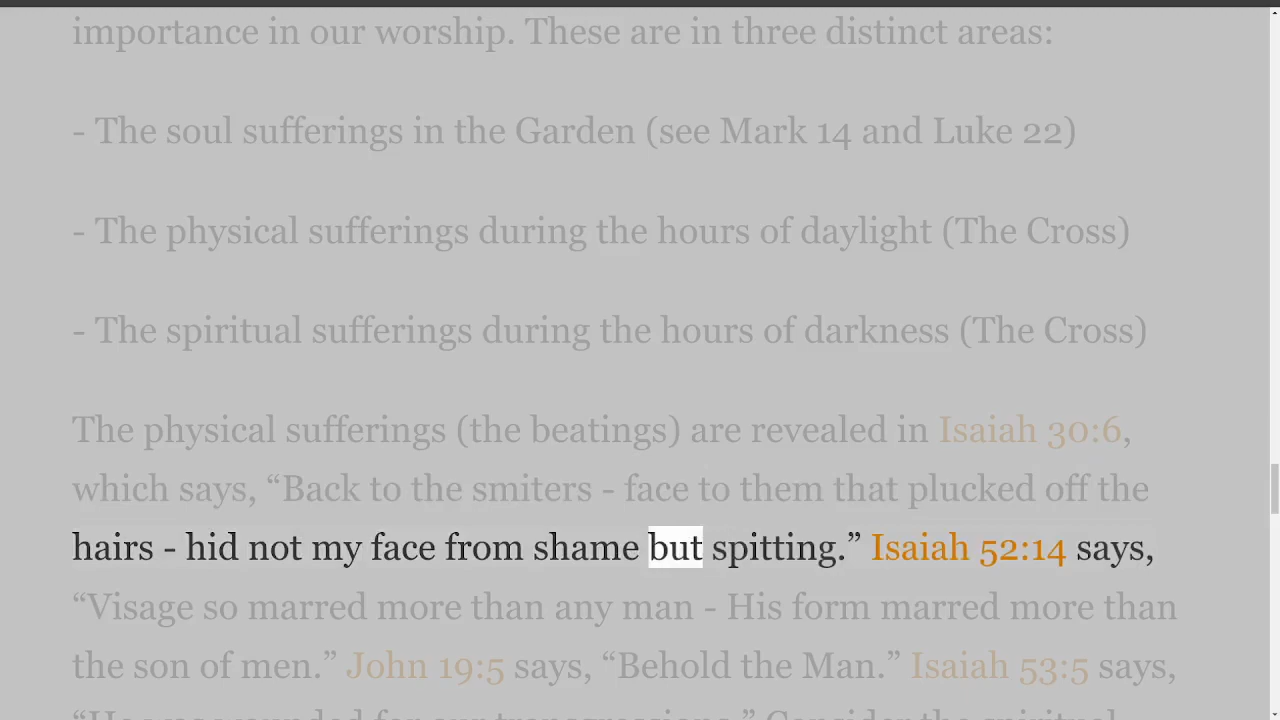 importance in our worship. These are in three distinct areas:
- The soul sufferings in the Garden (see Mark 14 and Luke 22)
- The physical sufferings during the hours of daylight (The Cross)
- The spiritual sufferings during the hours of darkness (The Cross)
The physical sufferings (the beatings) are revealed in Isaiah 30:6,
which says, “Back to the smiters - face to them that plucked off the
hairs - hid not my face from shame but spitting.” Isaiah 52:14 says,
“Visage so marred more than any man - His form marred more than
the son of men.” John 19:5 says, “Behold the Man.” Isaiah 53:5 says,